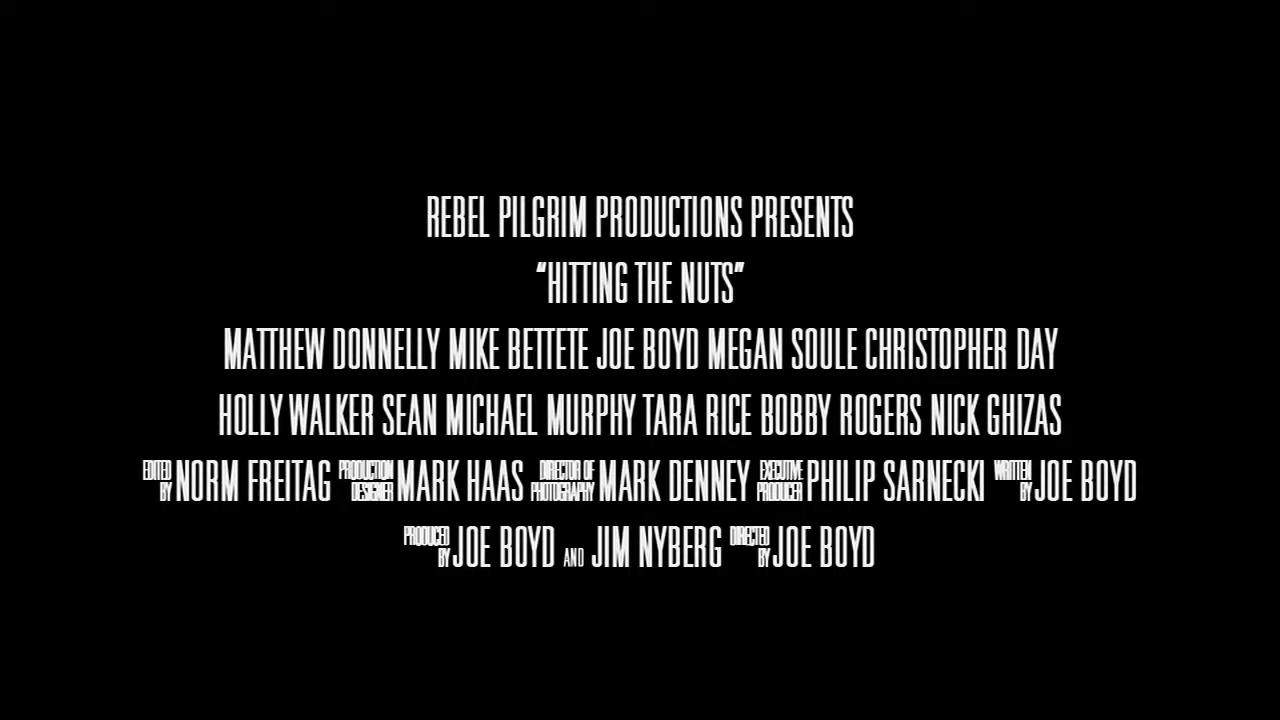 REBEL PILGRIM PRODUCTIONS PRESENTS
“HITTING THE NUTS”
MATTHEW DONNELLY MIKE BETTETE JOE BOYD MEGAN SOULE CHRISTOPHER DAY
HOLLY WALKER SEAN MICHAEL MURPHY TARA RICE BOBBY ROGERS NICK GHIZAS
EDITED BY NORM FREITAG PRODUCTION DESIGNER MARK HAAS DIRECTOR OF PHOTOGRAPHY MARK DENNEY EXECUTIVE PRODUCER PHILIP SARNECKI WRITTEN BY JOE BOYD
PRODUCED BY JOE BOYD AND JIM NYBERG DIRECTED BY JOE BOYD